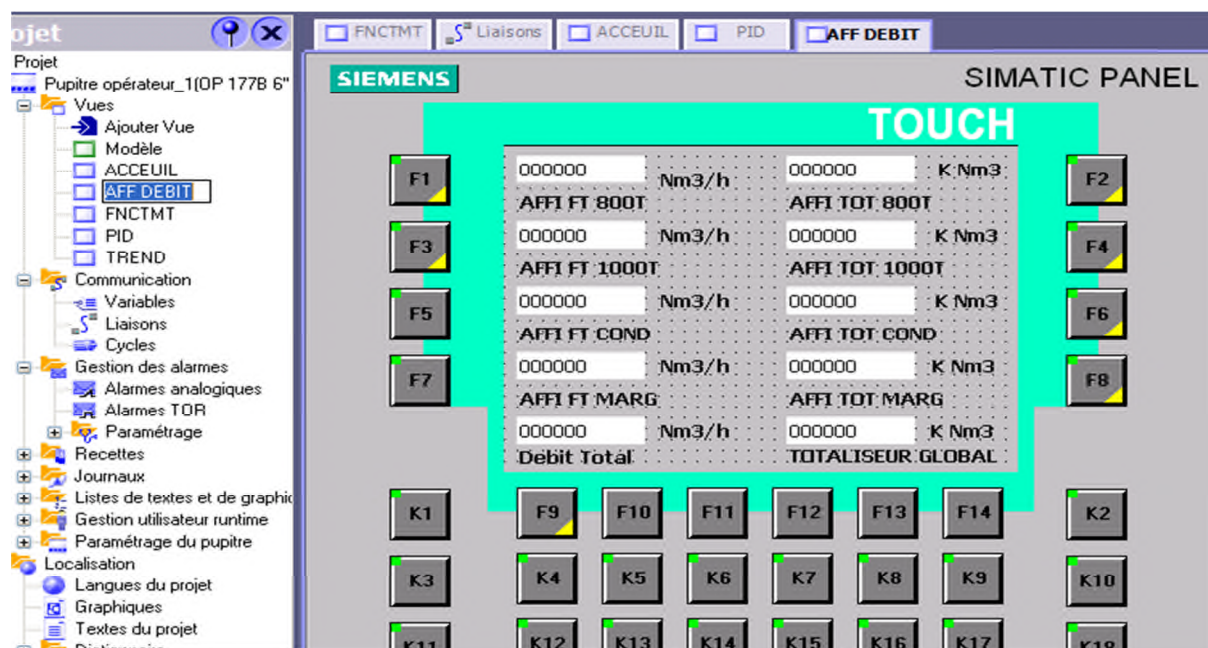 ojet
Projet
Pupitre opérateur_1(OP 177B 6"
Vues
Ajouter Vue
Modèle
ACCEUIL
AFF DEBIT
FNCTMT
PID
TREND
Communication
Variables
Liaisons
Cycles
Gestion des alarmes
Alarmes analogiques
Alarmes TOR
Paramétrage
Recettes
Journaux
Listes de textes et de graphic
Gestion utilisateur runtime
Paramétrage du pupitre
Localisation
Langues du projet
Graphiques
Textes du projet
Dictionnaire
FNCTMT Liaisons ACCEUIL PID AFF DEBIT
SIEMENS SIMATIC PANEL
TOUCH
F1 000000 Nm3/h 000000 K Nm3 F2
AFFI FT 800T AFFI TOT 800T
F3 000000 Nm3/h 000000 K Nm3 F4
AFFI FT 1000T AFFI TOT 1000T
F5 000000 Nm3/h 000000 K Nm3 F6
AFFI FT COND AFFI TOT COND
F7 000000 Nm3/h 000000 K Nm3 F8
AFFI FT MARG AFFI TOT MARG
000000 Nm3/h 000000 K Nm3
Debit Total TOTALISEUR GLOBAL
K1 F9 F10 F11 F12 F13 F14 K2
K3 K4 K5 K6 K7 K8 K9 K10
K11 K12 K13 K14 K15 K16 K17 K18